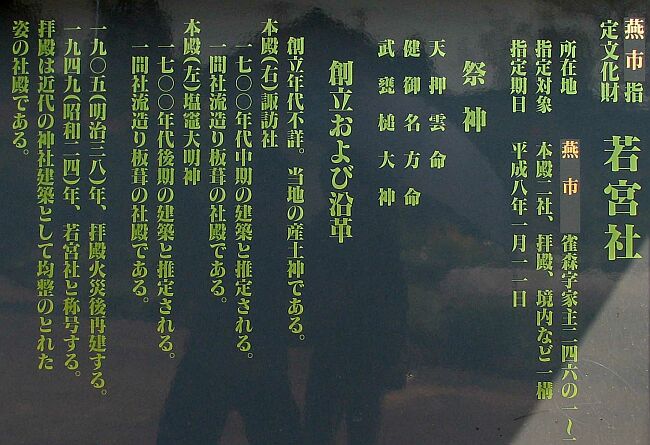 燕市指
定文化財
若宮社
所在地 燕市 雀森字家主二四六の一～
指定対象 本殿二社、拝殿、境内など一構
指定期日 平成八年一月一一日
祭神
天押雲命
健御名方命
武甕槌大神
創立および沿革
創立年代不詳。当地の産土神である。
本殿(右)諏訪社
一七〇〇年代中期の建築と推定される。
一間社流造り板葺の社殿である。
本殿(左)塩竈大明神
一七〇〇年代後期の建築と推定される。
一間社流造り板葺の社殿である。
一九〇五(明治三八)年、拝殿火災後再建する。
一九四九(昭和二四)年、若宮社と称号する。
拝殿は近代の神社建築として均整のとれた
姿の社殿である。